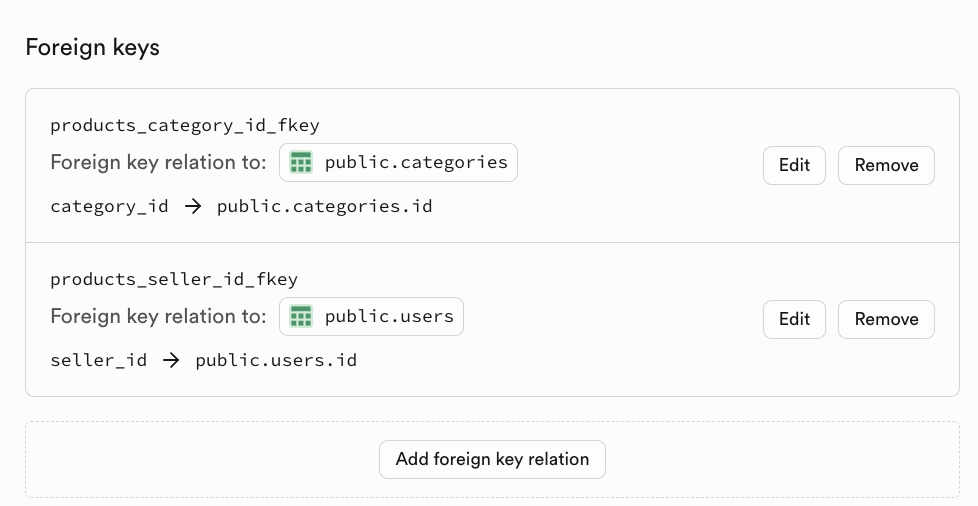 Foreign keys
products_category_id_fkey
Foreign key relation to: public.categories
Edit Remove
category_id → public.categories.id
products_seller_id_fkey
Foreign key relation to: public.users
Edit Remove
seller_id → public.users.id
Add foreign key relation